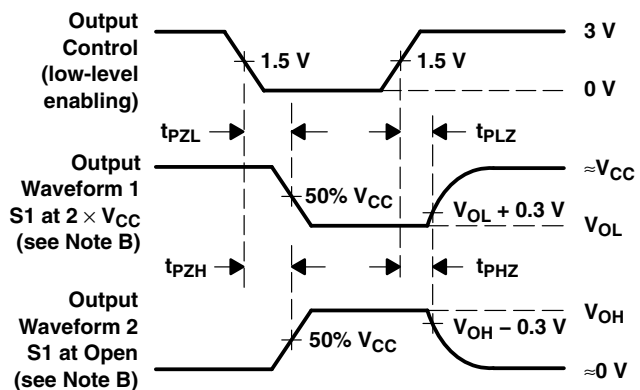 Output
Control
(low-level
enabling)
1.5 V
1.5 V
3 V
0 V
tPZL
tPLZ
Output
Waveform 1
S1 at 2 × VCC
(see Note B)
50% VCC
VOL + 0.3 V
≈VCC
VOL
tPZH
tPHZ
Output
Waveform 2
S1 at Open
(see Note B)
50% VCC
VOH – 0.3 V
VOH
≈0 V